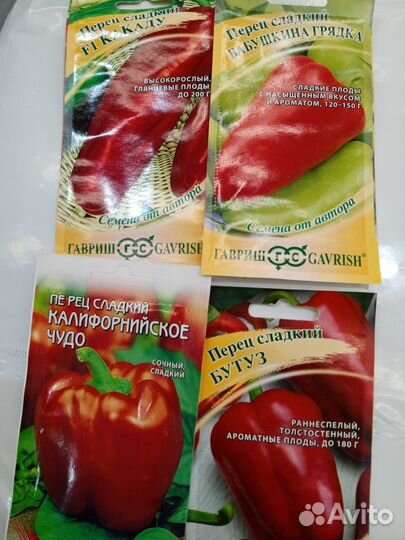 Перец сладкий
F1 КАКАДУ
ВЫСОКОРОСЛЫЙ,
ГЛЯНЦЕВЫЕ ПЛОДЫ
ДО 200 Г
Семена от автора
ГАВРИШ GAVRISH
Перец сладкий
БАБУШКИНА ГРЯДКА
СЛАДКИЕ ПЛОДЫ
С НАСЫЩЕННЫМ ВКУСОМ
И АРОМАТОМ, 120-150 Г
Семена от автора
ГАВРИШ GAVRISH
ПЕРЕЦ СЛАДКИЙ
КАЛИФОРНИЙСКОЕ
ЧУДО
СОЧНЫЙ,
СЛАДКИЙ
Перец сладкий
БУТУЗ
РАННЕСПЕЛЫЙ,
ТОЛСТОСТЕННЫЙ,
АРОМАТНЫЕ ПЛОДЫ, ДО 180 Г
Avito